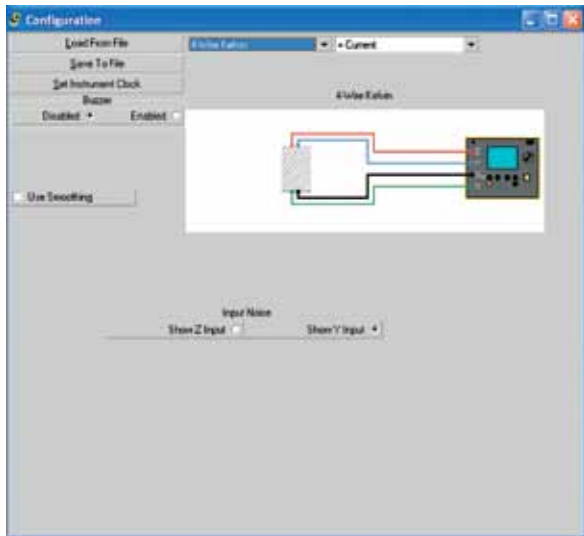 Configuration
Load From File
4-Wire Kelvin
+ Current
Save To File
Set Instrument Clock
Buzzer
4-Wire Kelvin
Disabled
Enabled
Use Smoothing
Input Noise
Show Z Input
Show Y Input